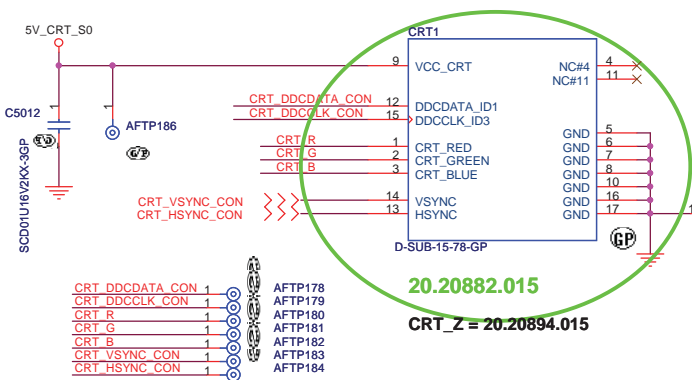 5V_CRT_S0
C5012
1
SCD01U16V2KX-3GP
1
AFTP186
CRT1
9 VCC_CRT
NC#4 4
NC#11 11
CRT_DDCDATA_CON 12 DDCDATA_ID1
CRT_DDCCLK_CON 15 DDCCLK_ID3
CRT_R 1 CRT_RED
CRT_G 2 CRT_GREEN
CRT_B 3 CRT_BLUE
CRT_VSYNC_CON 14 VSYNC
CRT_HSYNC_CON 13 HSYNC
GND 5
GND 6
GND 7
GND 8
GND 10
GND 16
GND 17
1
D-SUB-15-78-GP
GP
20.20882.015
CRT_Z = 20.20894.015
CRT_DDCDATA_CON 1 AFTP178
CRT_DDCCLK_CON 1 AFTP179
CRT_R 1 AFTP180
CRT_G 1 AFTP181
CRT_B 1 AFTP182
CRT_VSYNC_CON 1 AFTP183
CRT_HSYNC_CON 1 AFTP184